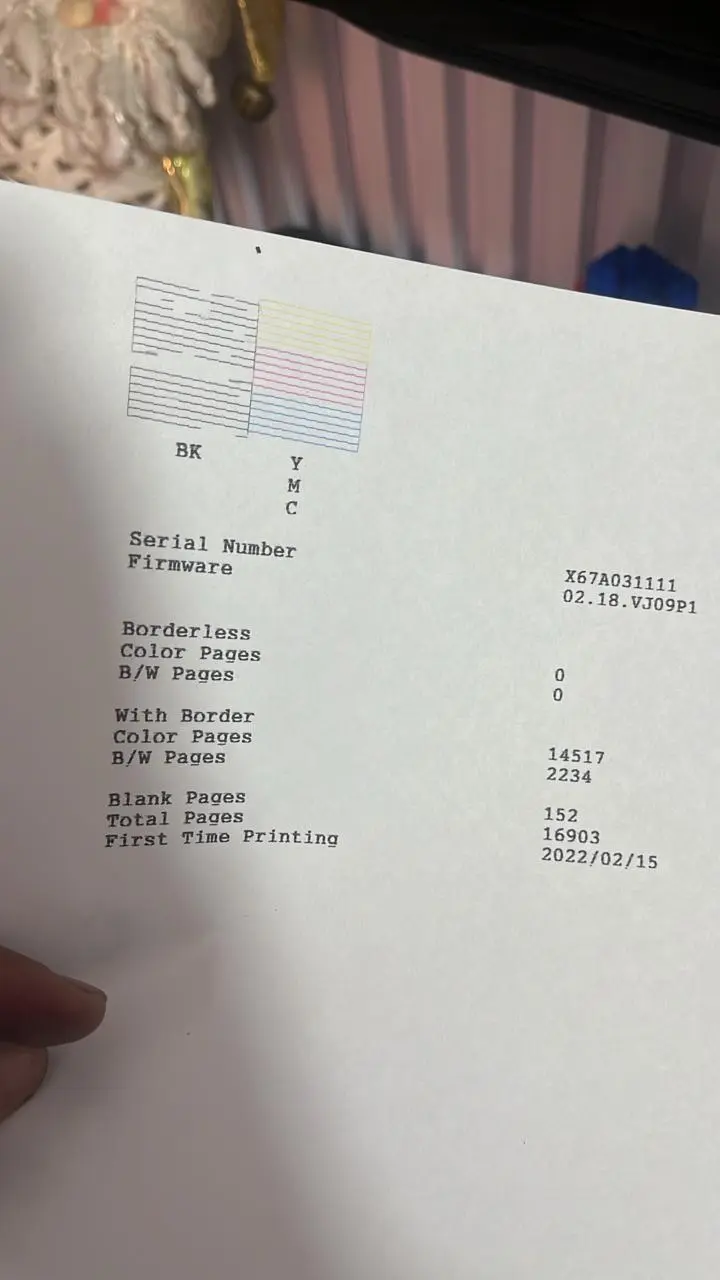 BK
Y
M
C
Serial Number X67A031111
Firmware 02.18.VJ09P1
Borderless
Color Pages 0
B/W Pages 0
With Border
Color Pages 14517
B/W Pages 2234
Blank Pages 152
Total Pages 16903
First Time Printing 2022/02/15